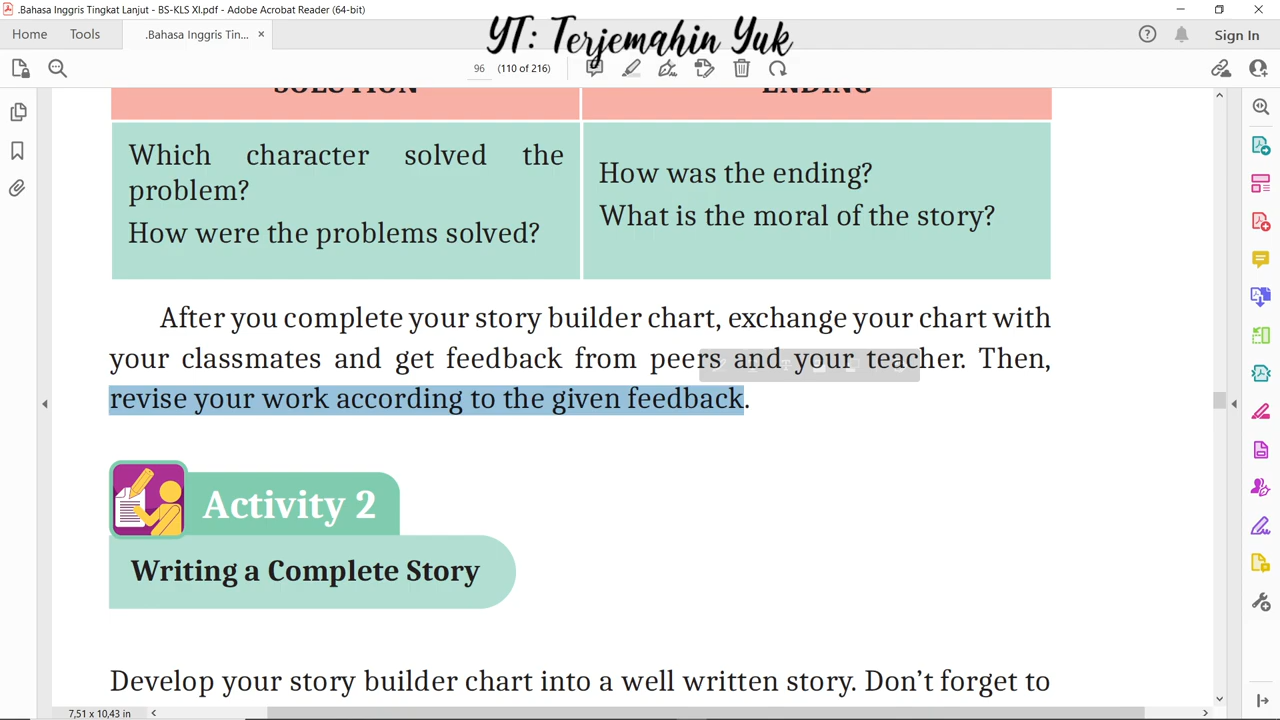 .Bahasa Inggris Tingkat Lanjut - BS-KLS XI.pdf - Adobe Acrobat Reader (64-bit)
YT: Terjemahin Yuk
Home Tools .Bahasa Inggris Tin... × Sign In
96 (110 of 216)
SOLUTION ENDING
Which character solved the
problem?
How were the problems solved?
How was the ending?
What is the moral of the story?
After you complete your story builder chart, exchange your chart with
your classmates and get feedback from peers and your teacher. Then,
revise your work according to the given feedback.
Activity 2
Writing a Complete Story
Develop your story builder chart into a well written story. Don’t forget to
7,51 x 10,43 in